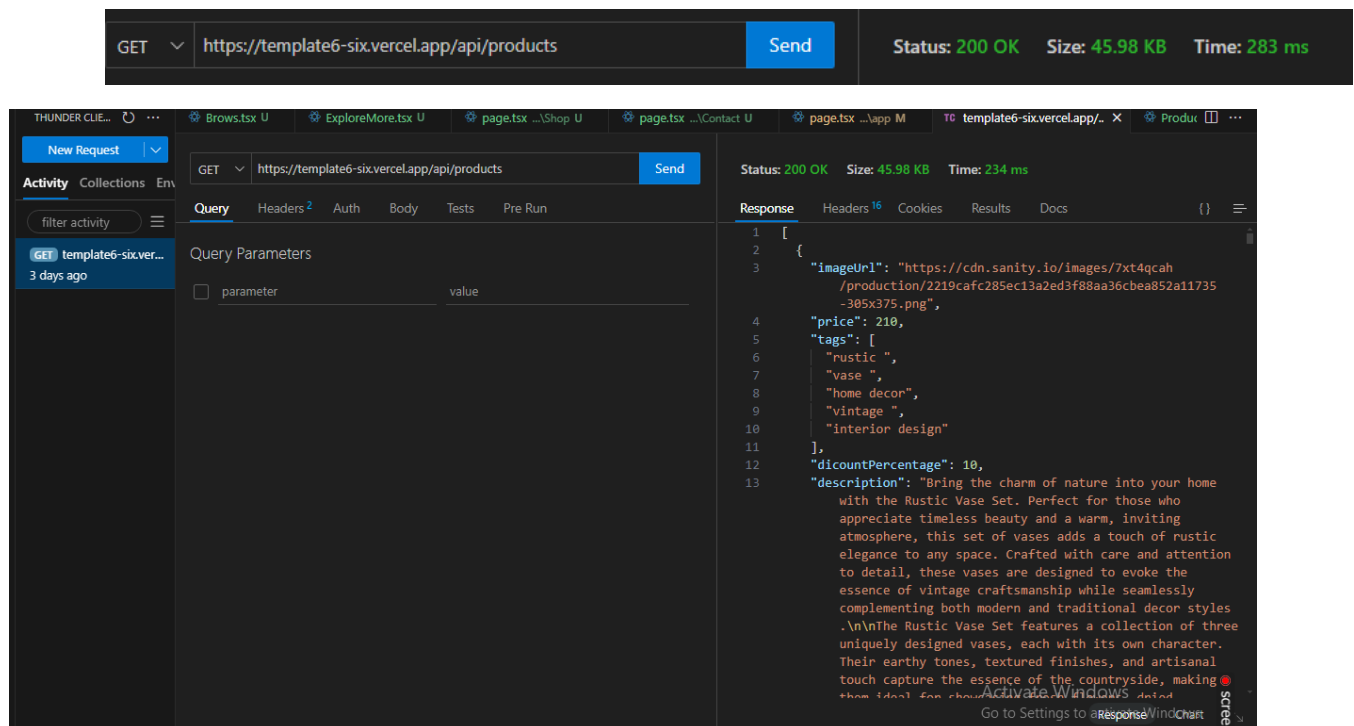 GET https://template6-six.vercel.app/api/products Send Status: 200 OK Size: 45.98 KB Time: 283 ms
THUNDER CLIE... ··· Brows.tsx U ExploreMore.tsx U page.tsx ...\Shop U page.tsx ...\Contact U page.tsx ...\app M TC template6-six.vercel.app/.. × Produc ···
New Request
Activity Collections Env
filter activity
GET template6-six.ver...
3 days ago
GET https://template6-six.vercel.app/api/products Send
Query Headers 2 Auth Body Tests Pre Run
Query Parameters
parameter value
Status: 200 OK Size: 45.98 KB Time: 234 ms
Response Headers 16 Cookies Results Docs {}
1 [
2 {
3 "imageUrl": "https://cdn.sanity.io/images/7xt4qcah
/production/2219cafc285ec13a2ed3f88aa36cbea852a11735
-305x375.png",
4 "price": 210,
5 "tags": [
6 "rustic ",
7 "vase ",
8 "home decor",
9 "vintage ",
10 "interior design"
11 ],
12 "dicountPercentage": 10,
13 "description": "Bring the charm of nature into your home
with the Rustic Vase Set. Perfect for those who
appreciate timeless beauty and a warm, inviting
atmosphere, this set of vases adds a touch of rustic
elegance to any space. Crafted with care and attention
to detail, these vases are designed to evoke the
essence of vintage craftsmanship while seamlessly
complementing both modern and traditional decor styles
.\n\nThe Rustic Vase Set features a collection of three
uniquely designed vases, each with its own character.
Their earthy tones, textured finishes, and artisanal
touch capture the essence of the countryside, making
them ideal for dried
Activate Windows
Go to Settings to activate Windows
Response Chart
scree